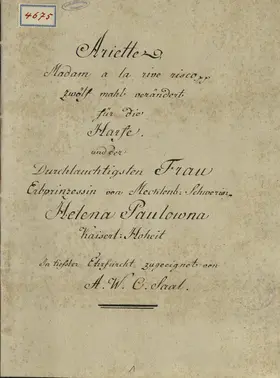 4675
Ariette
Madam a la rive risco
zwölf mahl verändert
für die
Harfe.
und der
Durchlauchtigsten Frau
Erbprinzessin von Mecklenb: Schwerin
Helena Paulowna
Kaiserl: Hoheit
In tiefster Ehrfurcht zugeeignet von
A. W. C. Saal.